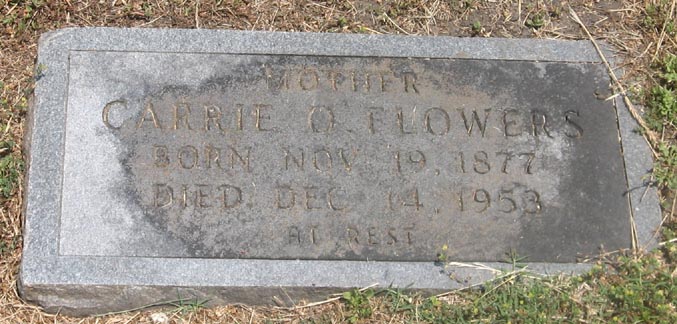 MOTHER
CARRIE O. FLOWERS
BORN NOV. 19, 1877
DIED DEC. 14, 1953
AT REST